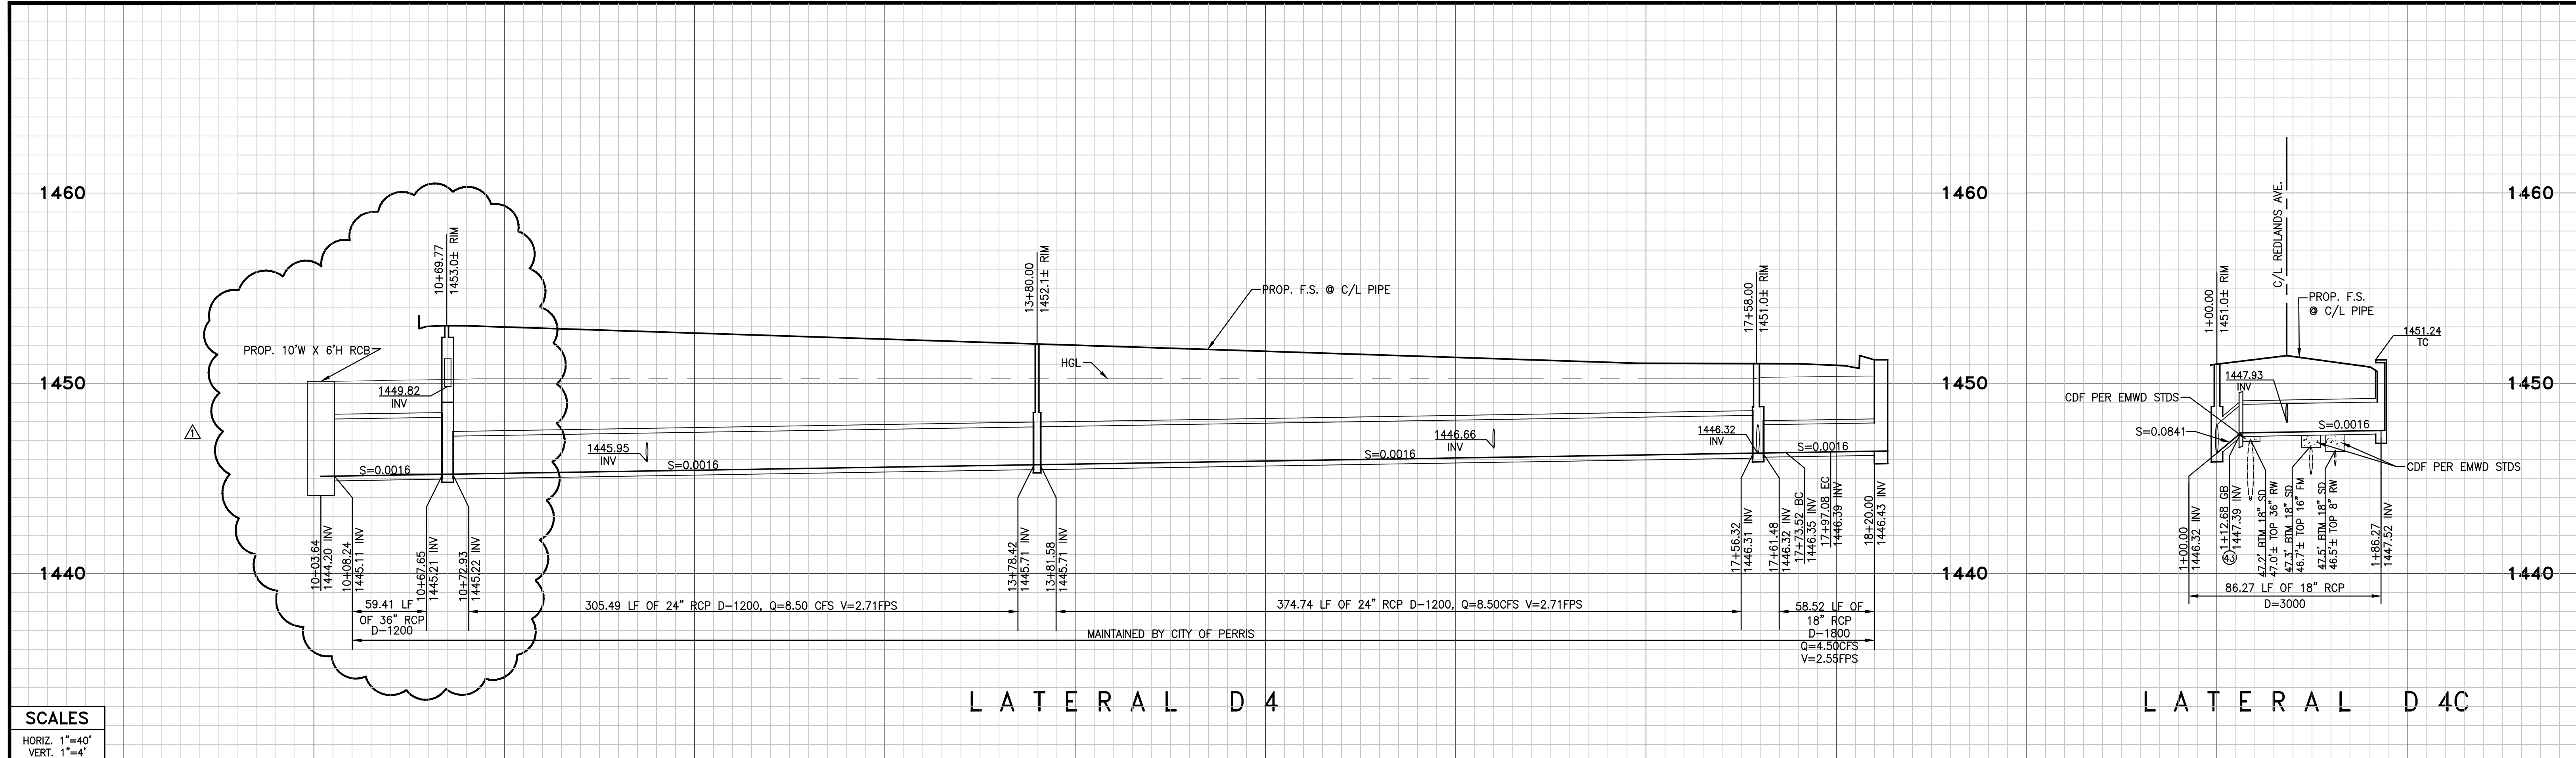 1460
1450
1440
1
PROP. 10'W X 6'H RCB
10+69.77
1453.0± RIM
1449.82
INV
S=0.0016
10+03.64
1444.20 INV
10+08.24
1445.11 INV
10+67.65
1445.21 INV
10+72.93
1445.22 INV
59.41 LF
OF 36" RCP
D-1200
1445.95
INV
S=0.0016
305.49 LF OF 24" RCP D-1200, Q=8.50 CFS V=2.71FPS
13+80.00
1452.1± RIM
HGL
PROP. F.S. @ C/L PIPE
13+78.42
1445.71 INV
13+81.58
1445.71 INV
1446.66
INV
S=0.0016
374.74 LF OF 24" RCP D-1200, Q=8.50CFS V=2.71FPS
MAINTAINED BY CITY OF PERRIS
17+58.00
1451.0± RIM
1446.32
INV
S=0.0016
17+56.32
1446.31 INV
17+61.48
1446.32 INV
17+73.52 BC
1446.35 INV
17+97.08 EC
1446.39 INV
18+20.00
1446.43 INV
58.52 LF OF
18" RCP
D-1800
Q=4.50CFS
V=2.55FPS
LATERAL D4
1460
1450
1440
C/L REDLANDS AVE.
1+00.00
1451.0± RIM
PROP. F.S.
@ C/L PIPE
1451.24
TC
1447.93
INV
CDF PER EMWD STDS
S=0.0841
S=0.0016
CDF PER EMWD STDS
1+00.00
1446.32 INV
43
1+12.68 GB
1447.39 INV
47.2' BTM 18" SD
47.0'± TOP 36" RW
47.3' BTM 18" SD
46.7'± TOP 16" FM
47.5' BTM 18" SD
46.5'± TOP 8" RW
1+86.27
1447.52 INV
86.27 LF OF 18" RCP
D=3000
LATERAL D4C
1460
1450
1440
SCALES
HORIZ. 1"=40'
VERT. 1"=4'